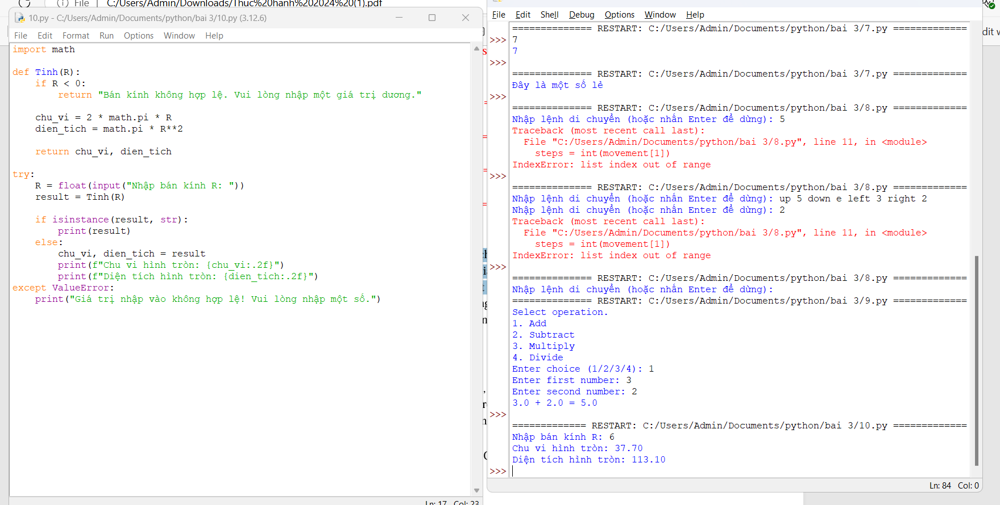 File | C:/Users/Admin/Downloads/Thuc%20hanh%202024%20(1).pdf
10.py - C:/Users/Admin/Documents/python/bai 3/10.py (3.12.6)
File Edit Format Run Options Window Help
import math
def Tinh(R):
if R < 0:
return "Bán kính không hợp lệ. Vui lòng nhập một giá trị dương."
chu_vi = 2 * math.pi * R
dien_tich = math.pi * R**2
return chu_vi, dien_tich
try:
R = float(input("Nhập bán kính R: "))
result = Tinh(R)
if isinstance(result, str):
print(result)
else:
chu_vi, dien_tich = result
print(f"Chu vi hình tròn: {chu_vi:.2f}")
print(f"Diện tích hình tròn: {dien_tich:.2f}")
except ValueError:
print("Giá trị nhập vào không hợp lệ! Vui lòng nhập một số.")
Ln: 17 Col: 23
File Edit Shell Debug Options Window Help
============== RESTART: C:/Users/Admin/Documents/python/bai 3/7.py =============
>>> 7
7
>>>
============== RESTART: C:/Users/Admin/Documents/python/bai 3/7.py =============
Đây là một số lẻ
>>>
============== RESTART: C:/Users/Admin/Documents/python/bai 3/8.py =============
Nhập lệnh di chuyển (hoặc nhấn Enter để dừng): 5
Traceback (most recent call last):
File "C:/Users/Admin/Documents/python/bai 3/8.py", line 11, in <module>
steps = int(movement[1])
IndexError: list index out of range
>>>
============== RESTART: C:/Users/Admin/Documents/python/bai 3/8.py =============
Nhập lệnh di chuyển (hoặc nhấn Enter để dừng): up 5 down e left 3 right 2
Nhập lệnh di chuyển (hoặc nhấn Enter để dừng): 2
Traceback (most recent call last):
File "C:/Users/Admin/Documents/python/bai 3/8.py", line 11, in <module>
steps = int(movement[1])
IndexError: list index out of range
>>>
============== RESTART: C:/Users/Admin/Documents/python/bai 3/8.py =============
Nhập lệnh di chuyển (hoặc nhấn Enter để dừng):
============== RESTART: C:/Users/Admin/Documents/python/bai 3/9.py =============
Select operation.
1. Add
2. Subtract
3. Multiply
4. Divide
Enter choice (1/2/3/4): 1
Enter first number: 3
Enter second number: 2
3.0 + 2.0 = 5.0
>>>
============= RESTART: C:/Users/Admin/Documents/python/bai 3/10.py =============
Nhập bán kính R: 6
Chu vi hình tròn: 37.70
Diện tích hình tròn: 113.10
>>>
Ln: 84 Col: 0